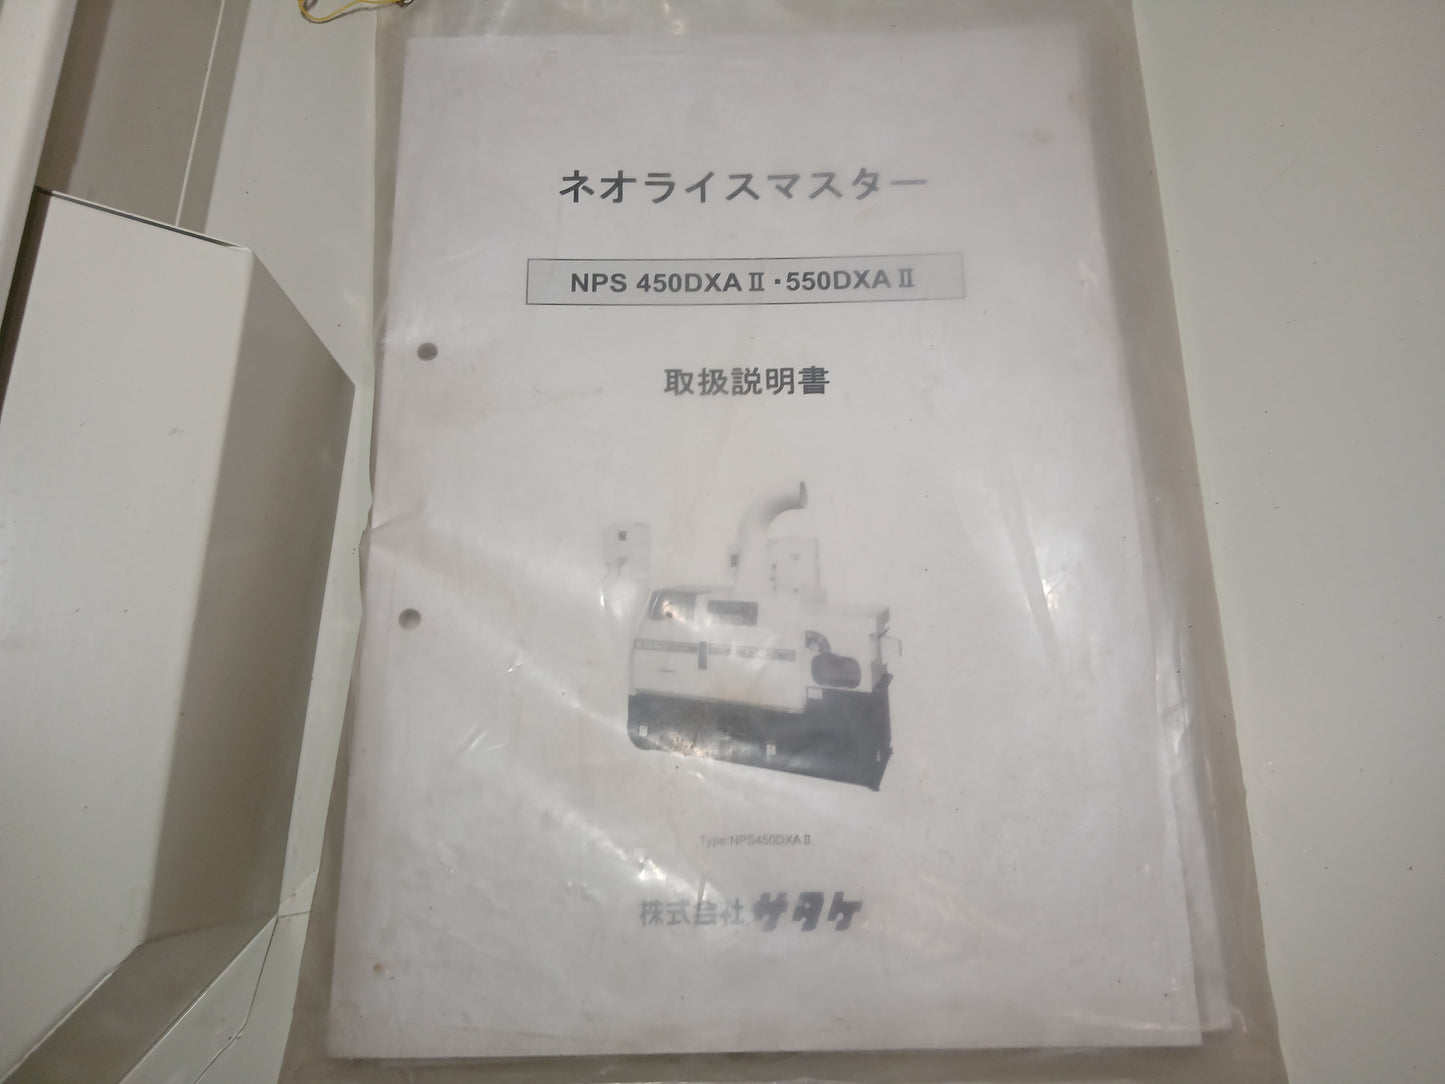 ネオライスマスター
NPS 450DXAⅡ・550DXAⅡ
取扱説明書
Type:NPS450DXAⅡ
株式会社サタケ